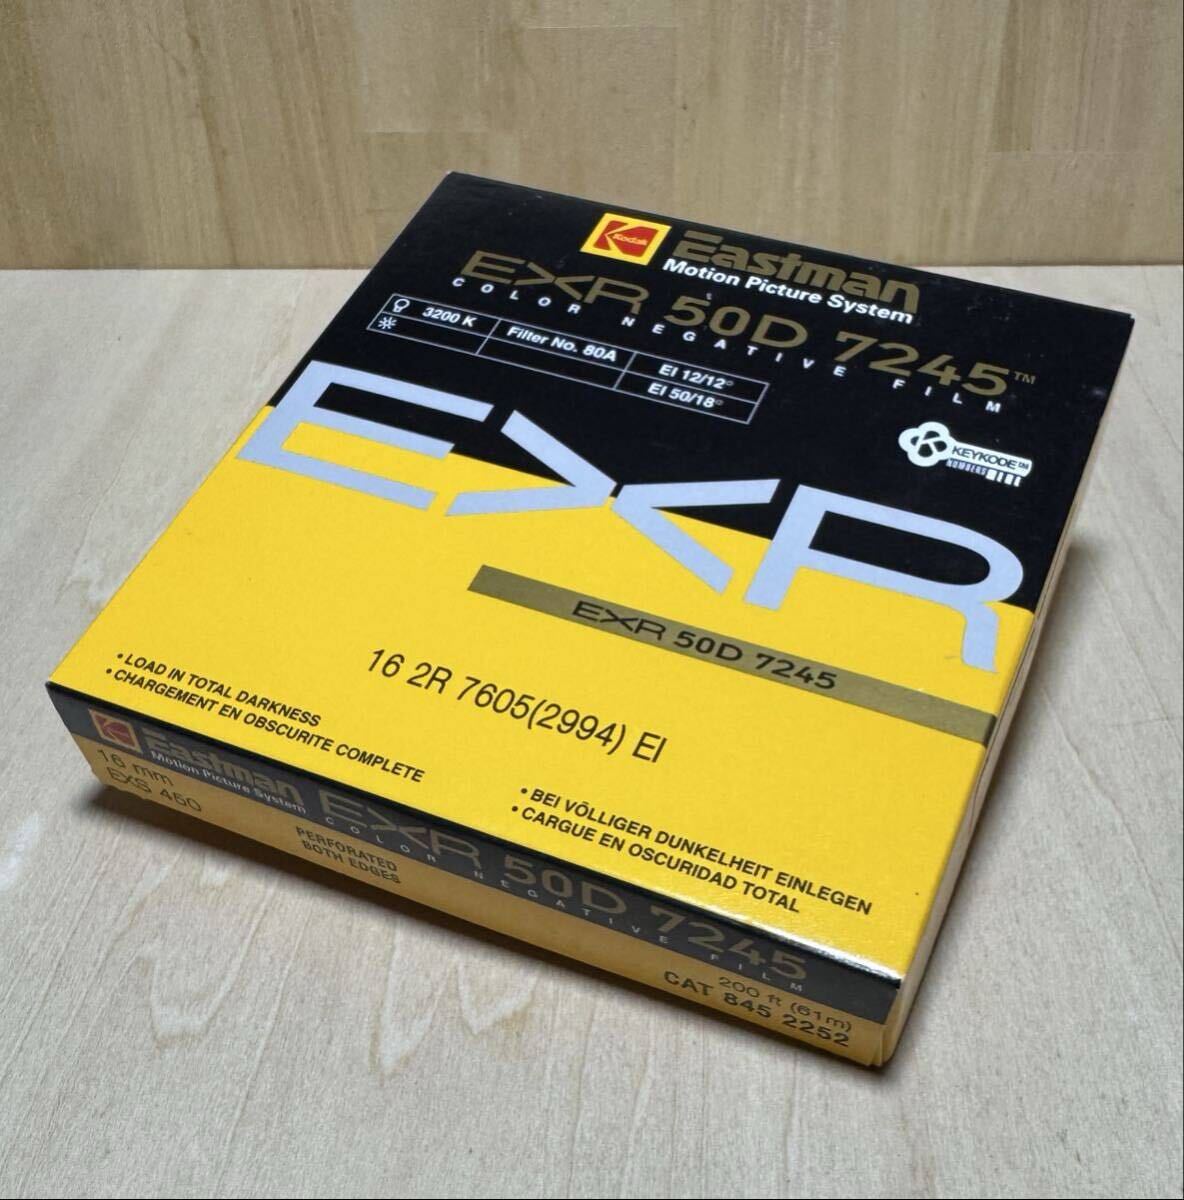 Kodak
Eastman
Motion Picture System
EXR 50D 7245™
COLOR NEGATIVE FILM
3200 K Filter No. 80A EI 12/12°
EI 50/18°
KEYKODE™
NUMBERS
EXR
EXR 50D 7245
16 2R 7605(2994) EI
• LOAD IN TOTAL DARKNESS
• CHARGEMENT EN OBSCURITE COMPLETE
• BEI VÖLLIGER DUNKELHEIT EINLEGEN
• CARGUE EN OSCURIDAD TOTAL
Eastman
Motion Picture System
EXR 50D 7245
COLOR NEGATIVE FILM
16 mm
EXS 460
PERFORATED
BOTH EDGES
200 ft (61m)
CAT 845 2252